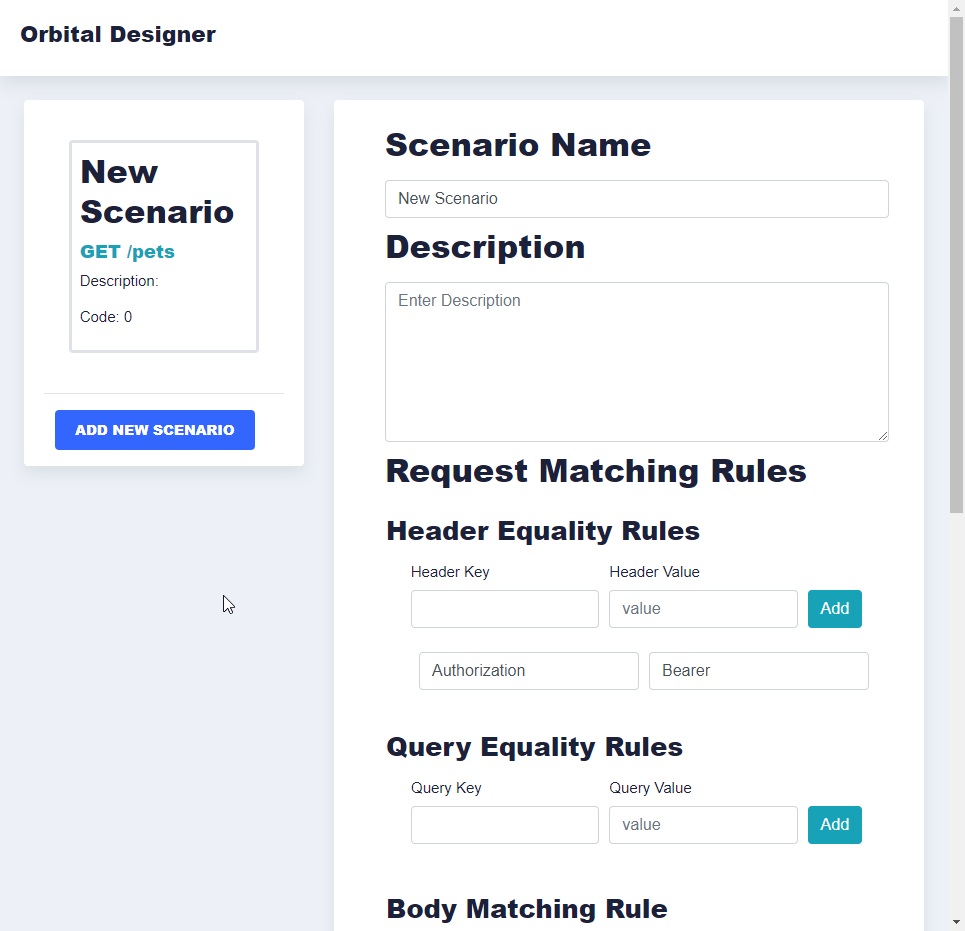 Orbital Designer
New
Scenario
GET /pets
Description:
Code: 0
ADD NEW SCENARIO
Scenario Name
New Scenario
Description
Enter Description
Request Matching Rules
Header Equality Rules
Header Key Header Value
value Add
Authorization Bearer
Query Equality Rules
Query Key Query Value
value Add
Body Matching Rule